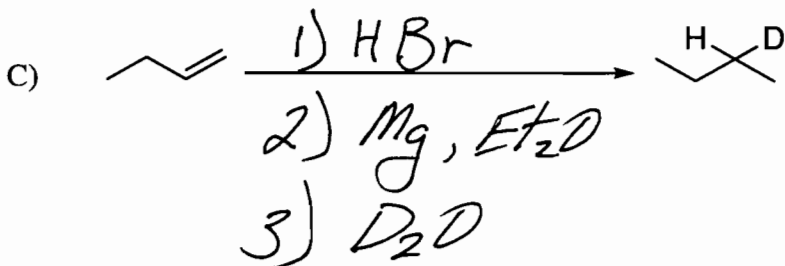 C)
1) HBr
H D
2) Mg, Et₂O
3) D₂O